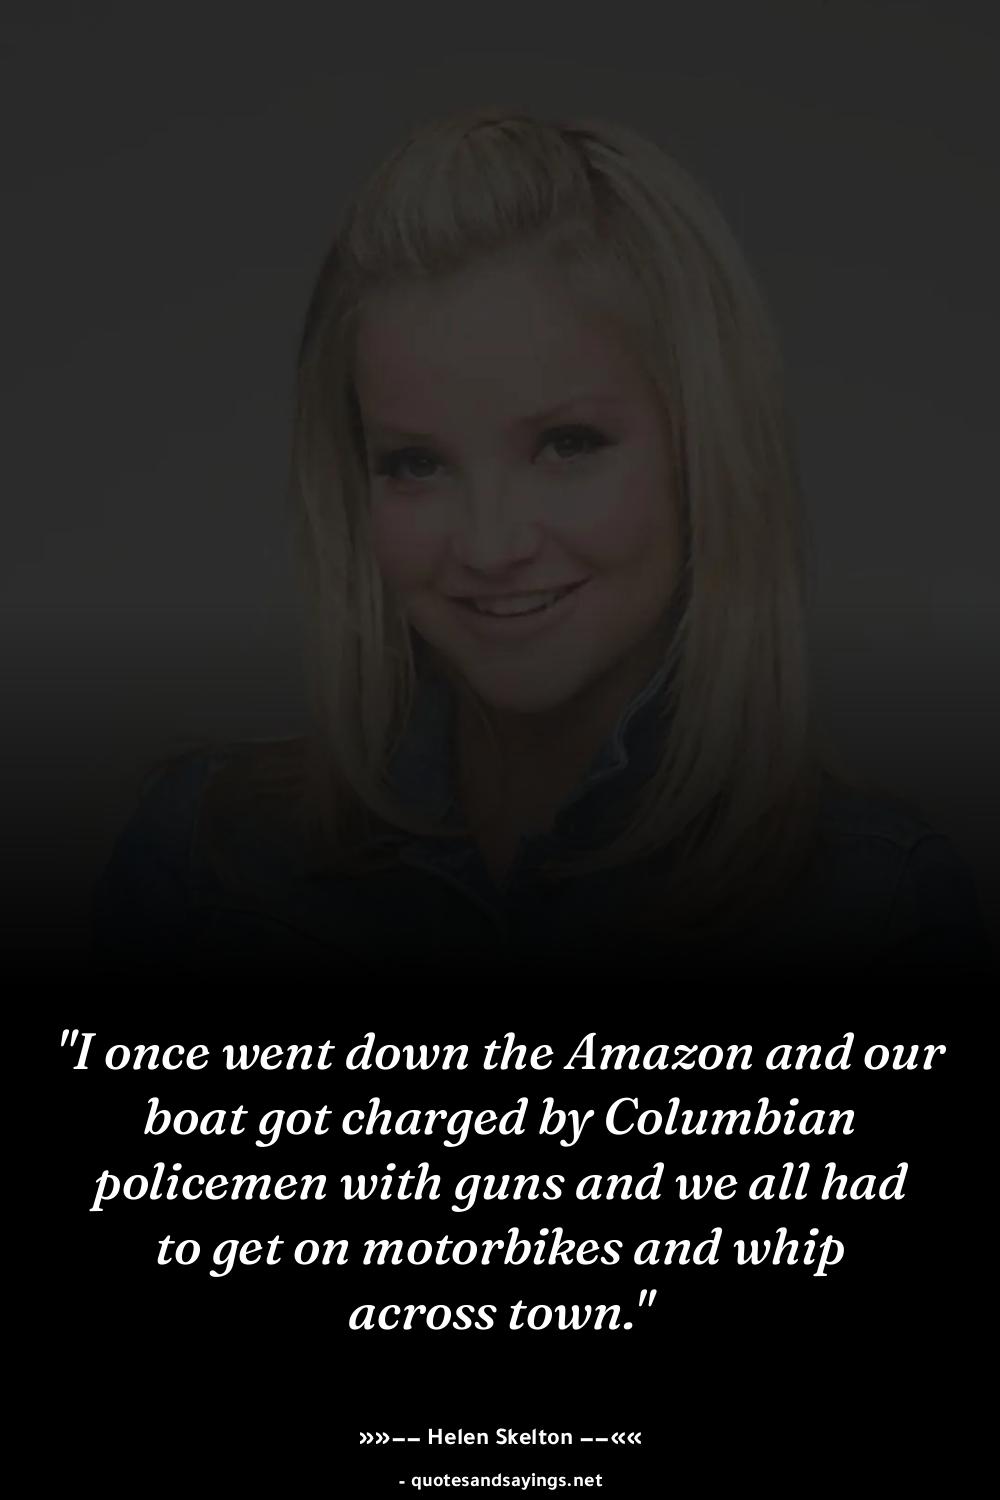 "I once went down the Amazon and our
boat got charged by Columbian
policemen with guns and we all had
to get on motorbikes and whip
across town."
»»–– Helen Skelton ––««
- quotesandsayings.net